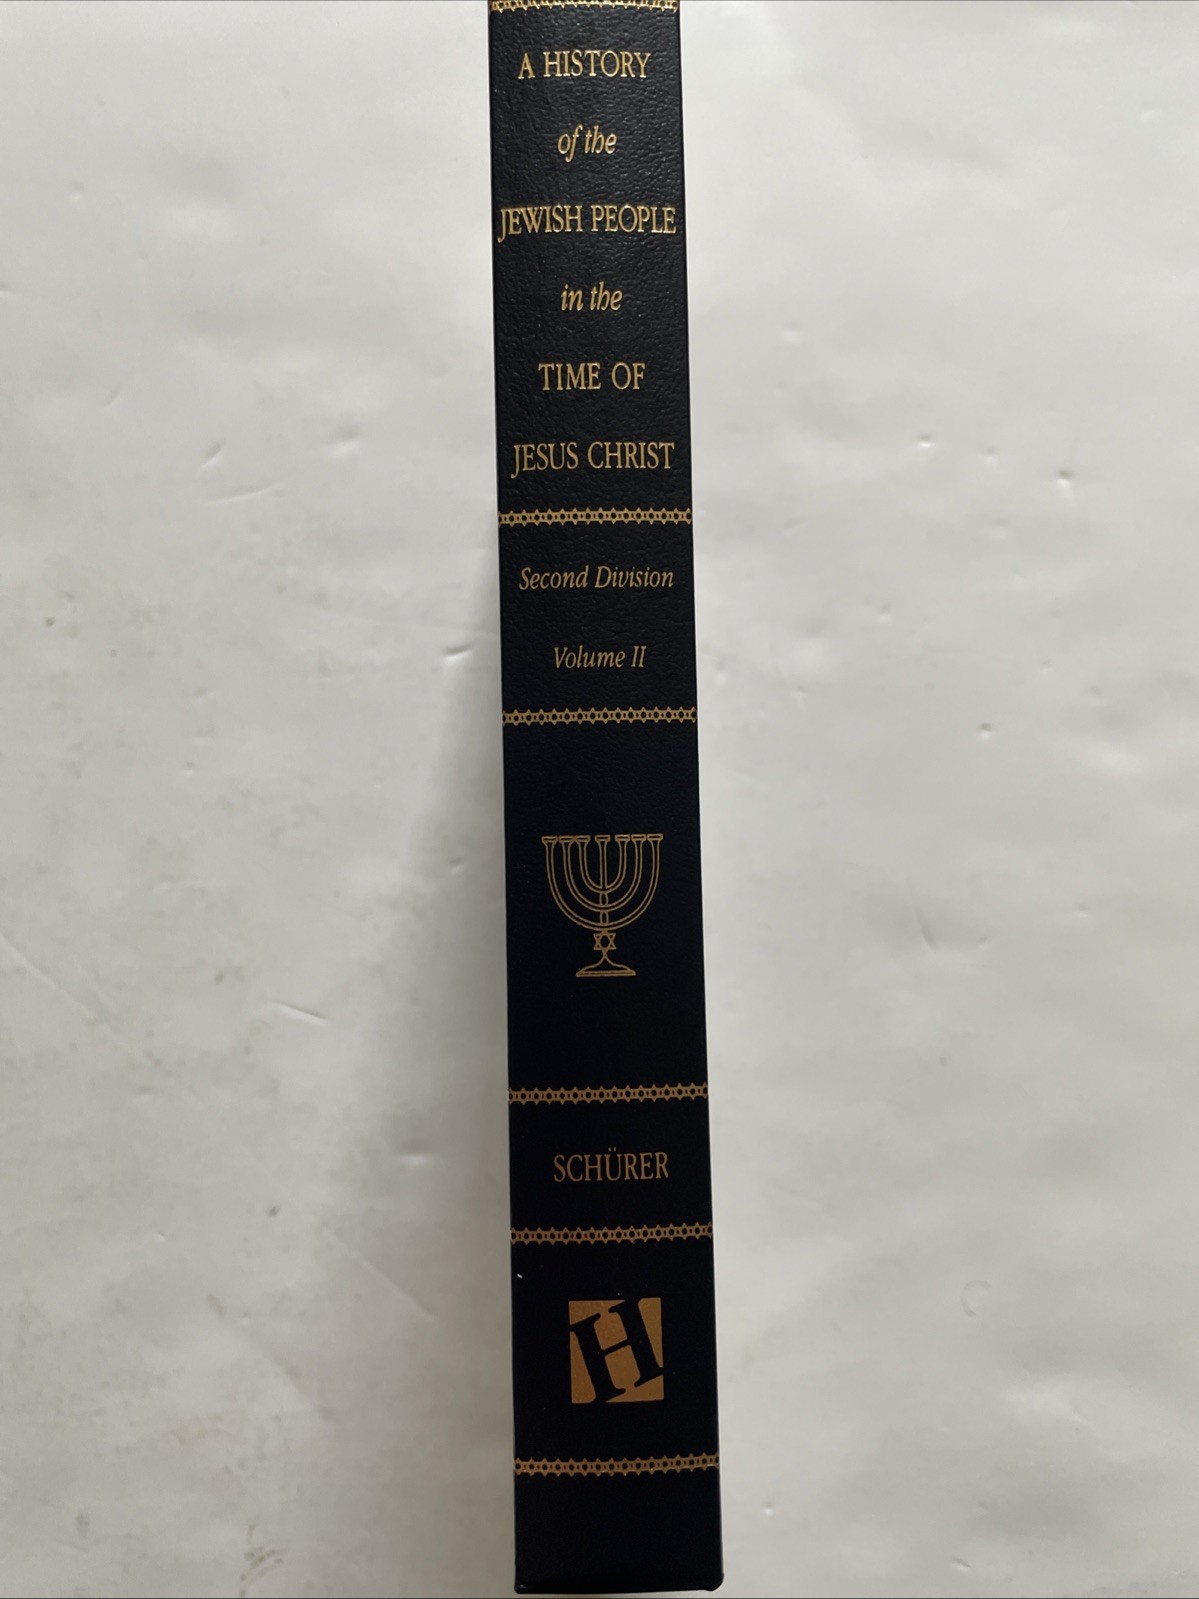 A HISTORY
of the
JEWISH PEOPLE
in the
TIME OF
JESUS CHRIST
Second Division
Volume II
SCHÜRER
H